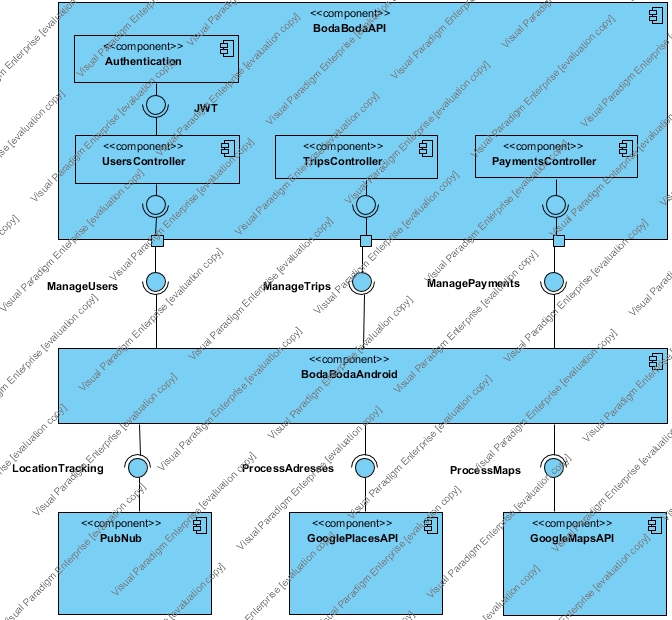 <<component>>
BodaBodaAPI
<<component>>
Authentication
JWT
<<component>>
UsersController
<<component>>
TripsController
<<component>>
PaymentsController
ManageUsers
ManageTrips
ManagePayments
<<component>>
BodaBodaAndroid
LocationTracking
ProcessAdresses
ProcessMaps
<<component>>
PubNub
<<component>>
GooglePlacesAPI
<<component>>
GoogleMapsAPI
Visual Paradigm Enterprise [evaluation copy]